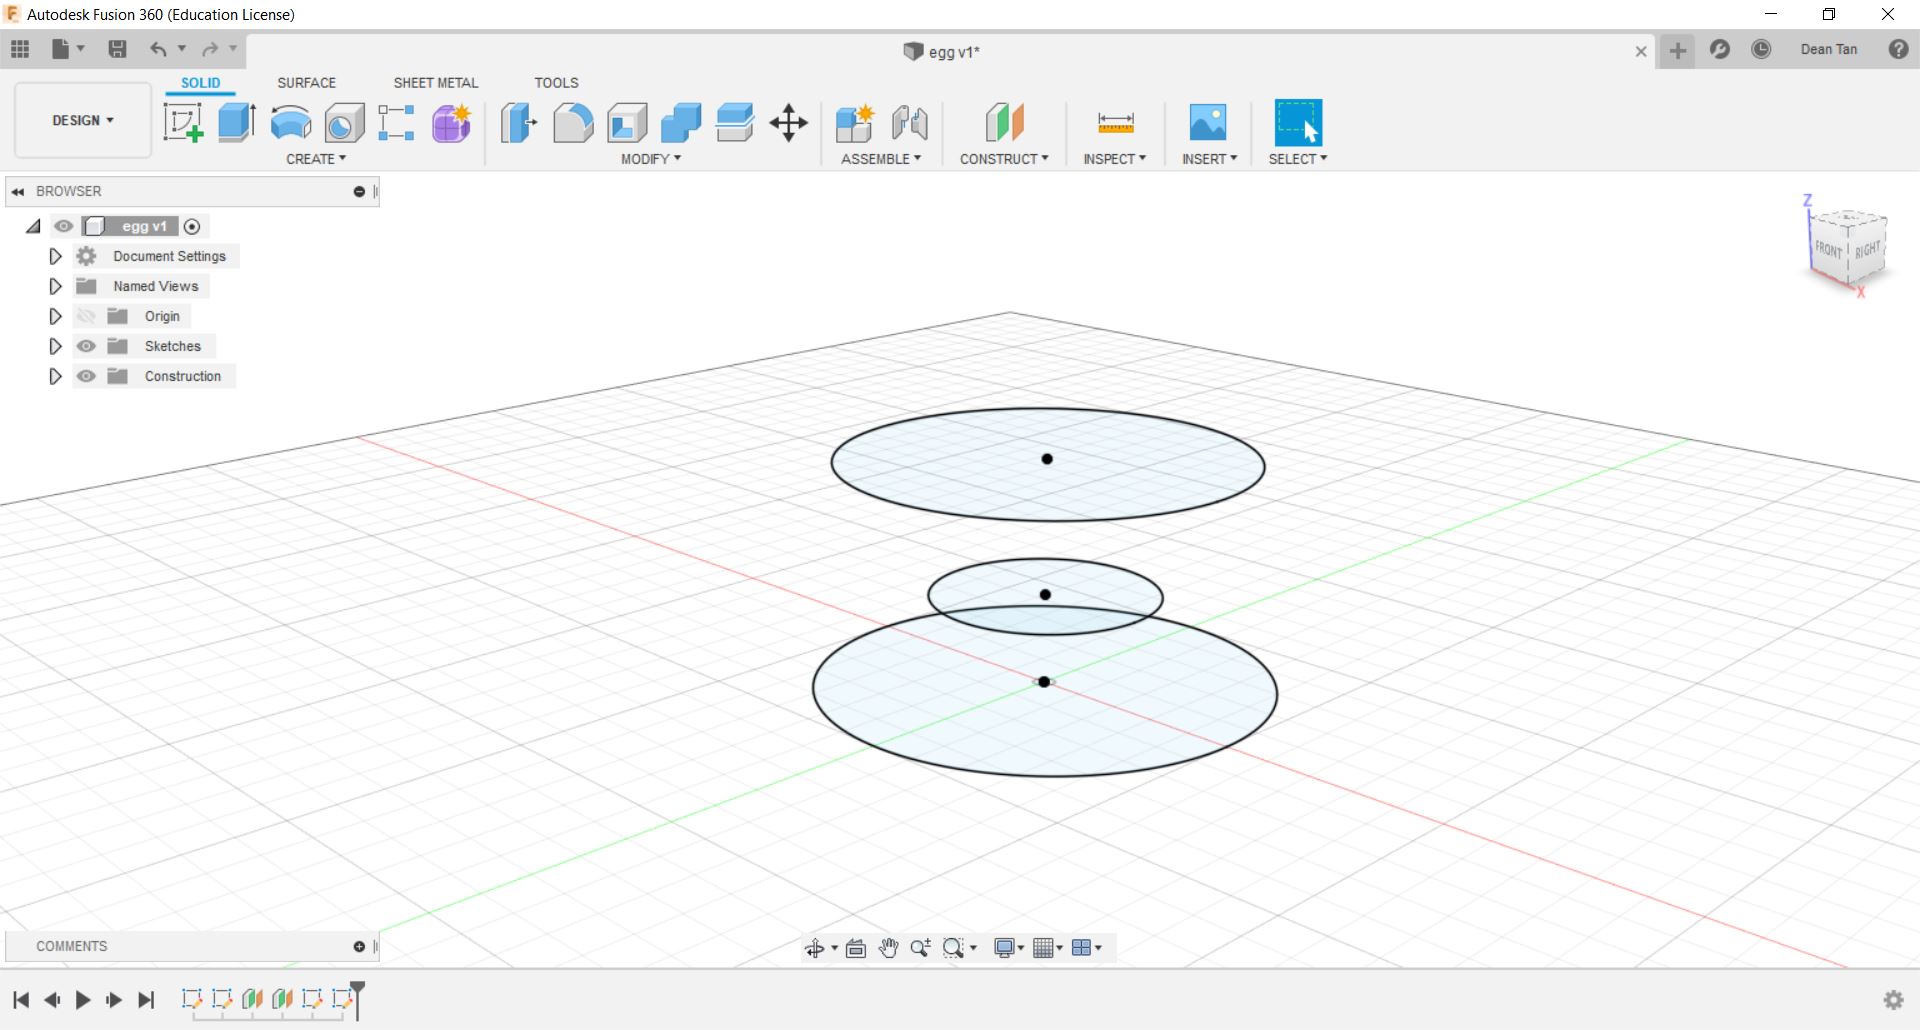 Autodesk Fusion 360 (Education License)
egg v1*
Dean Tan
DESIGN
SOLID
SURFACE
SHEET METAL
TOOLS
CREATE
MODIFY
ASSEMBLE
CONSTRUCT
INSPECT
INSERT
SELECT
BROWSER
egg v1
Document Settings
Named Views
Origin
Sketches
Construction
Z
FRONT
RIGHT
X
COMMENTS